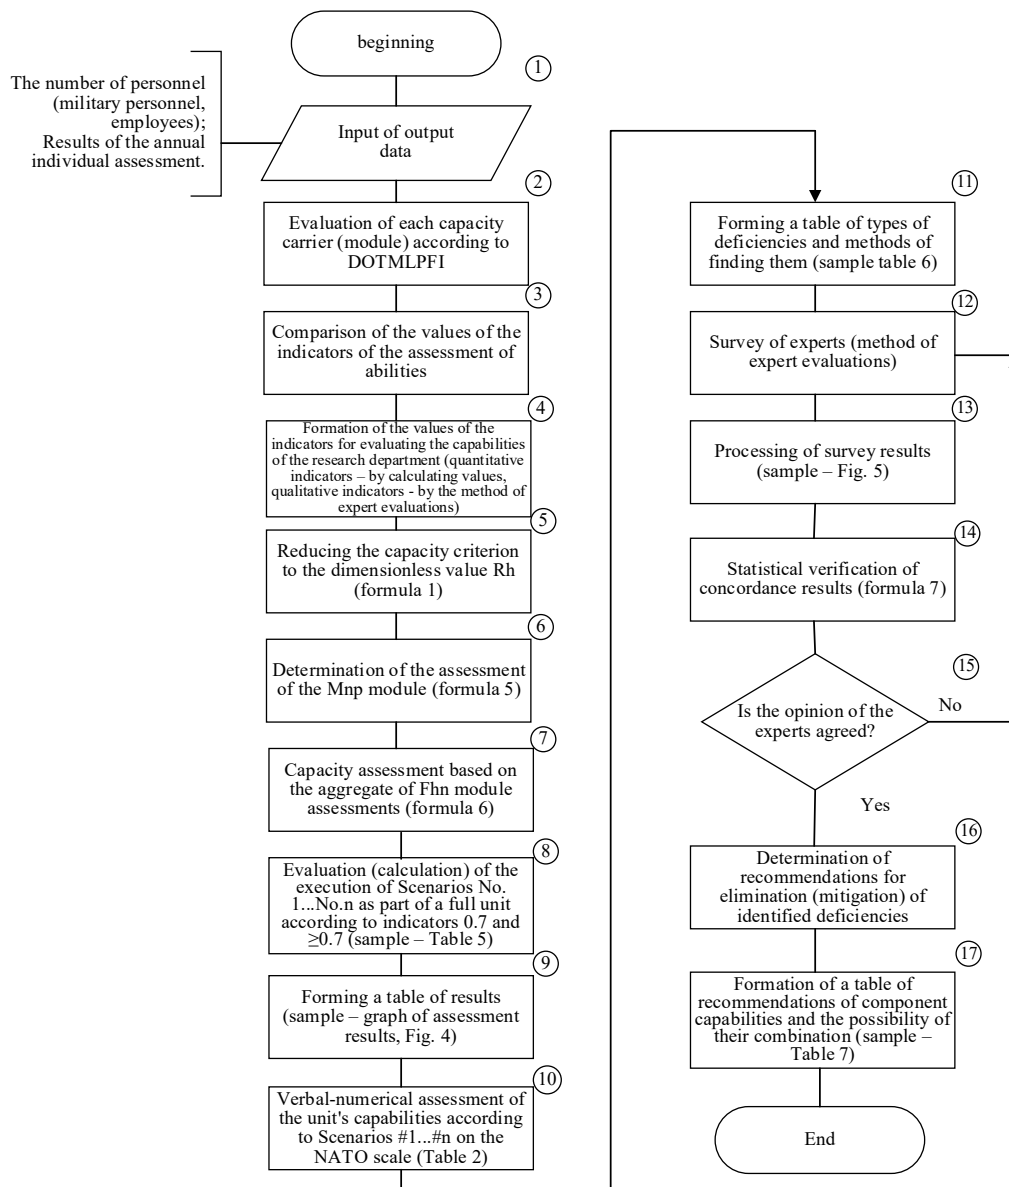 beginning
1
The number of personnel
(military personnel,
employees);
Results of the annual
individual assessment.
Input of output
data
2
Evaluation of each capacity
carrier (module) according to
DOTMLPFI
3
Comparison of the values of the
indicators of the assessment of
abilities
4
Formation of the values of the
indicators for evaluating the capabilities
of the research department (quantitative
indicators – by calculating values,
qualitative indicators - by the method of
expert evaluations)
5
Reducing the capacity criterion
to the dimensionless value Rh
(formula 1)
6
Determination of the assessment
of the Mnp module (formula 5)
7
Capacity assessment based on
the aggregate of Fhn module
assessments (formula 6)
8
Evaluation (calculation) of the
execution of Scenarios No.
1...No.n as part of a full unit
according to indicators 0.7 and
≥0.7 (sample – Table 5)
9
Forming a table of results
(sample – graph of assessment
results, Fig. 4)
10
Verbal-numerical assessment of
the unit's capabilities according
to Scenarios #1...#n on the
NATO scale (Table 2)
11
Forming a table of types of
deficiencies and methods of
finding them (sample table 6)
12
Survey of experts (method of
expert evaluations)
13
Processing of survey results
(sample – Fig. 5)
14
Statistical verification of
concordance results (formula 7)
15
Is the opinion of the
experts agreed?
No
Yes
16
Determination of
recommendations for
elimination (mitigation) of
identified deficiencies
17
Formation of a table of
recommendations of component
capabilities and the possibility of
their combination (sample –
Table 7)
End